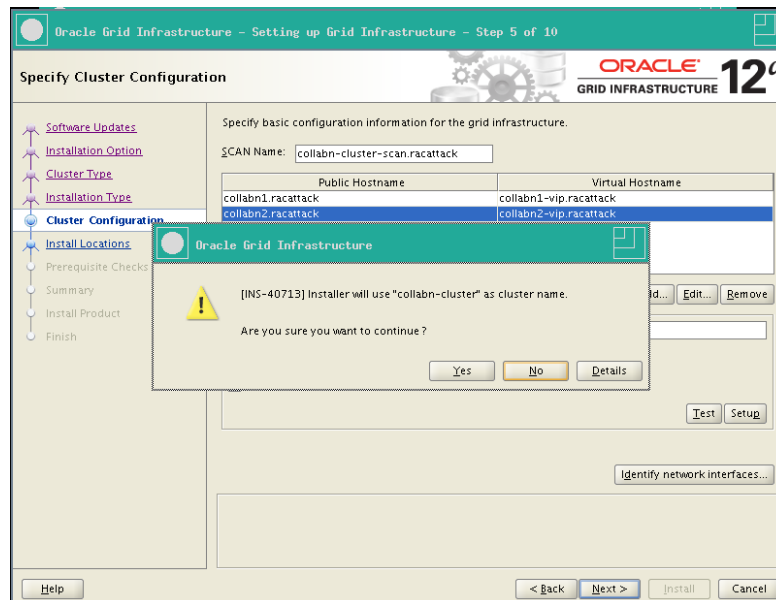 Oracle Grid Infrastructure - Setting up Grid Infrastructure - Step 5 of 10
Specify Cluster Configuration
ORACLE
GRID INFRASTRUCTURE
12c
Software Updates
Installation Option
Cluster Type
Installation Type
Cluster Configuration
Install Locations
Prerequisite Checks
Summary
Install Product
Finish
Specify basic configuration information for the grid infrastructure.
SCAN Name: collabn-cluster-scan.racattack
Public Hostname Virtual Hostname
collabn1.racattack collabn1-vip.racattack
collabn2.racattack collabn2-vip.racattack
Edit... Remove
Oracle Grid Infrastructure
[INS-40713] Installer will use "collabn-cluster" as cluster name.
Are you sure you want to continue?
Yes No Details
Test Setup
Identify network interfaces...
Help < Back Next > Install Cancel